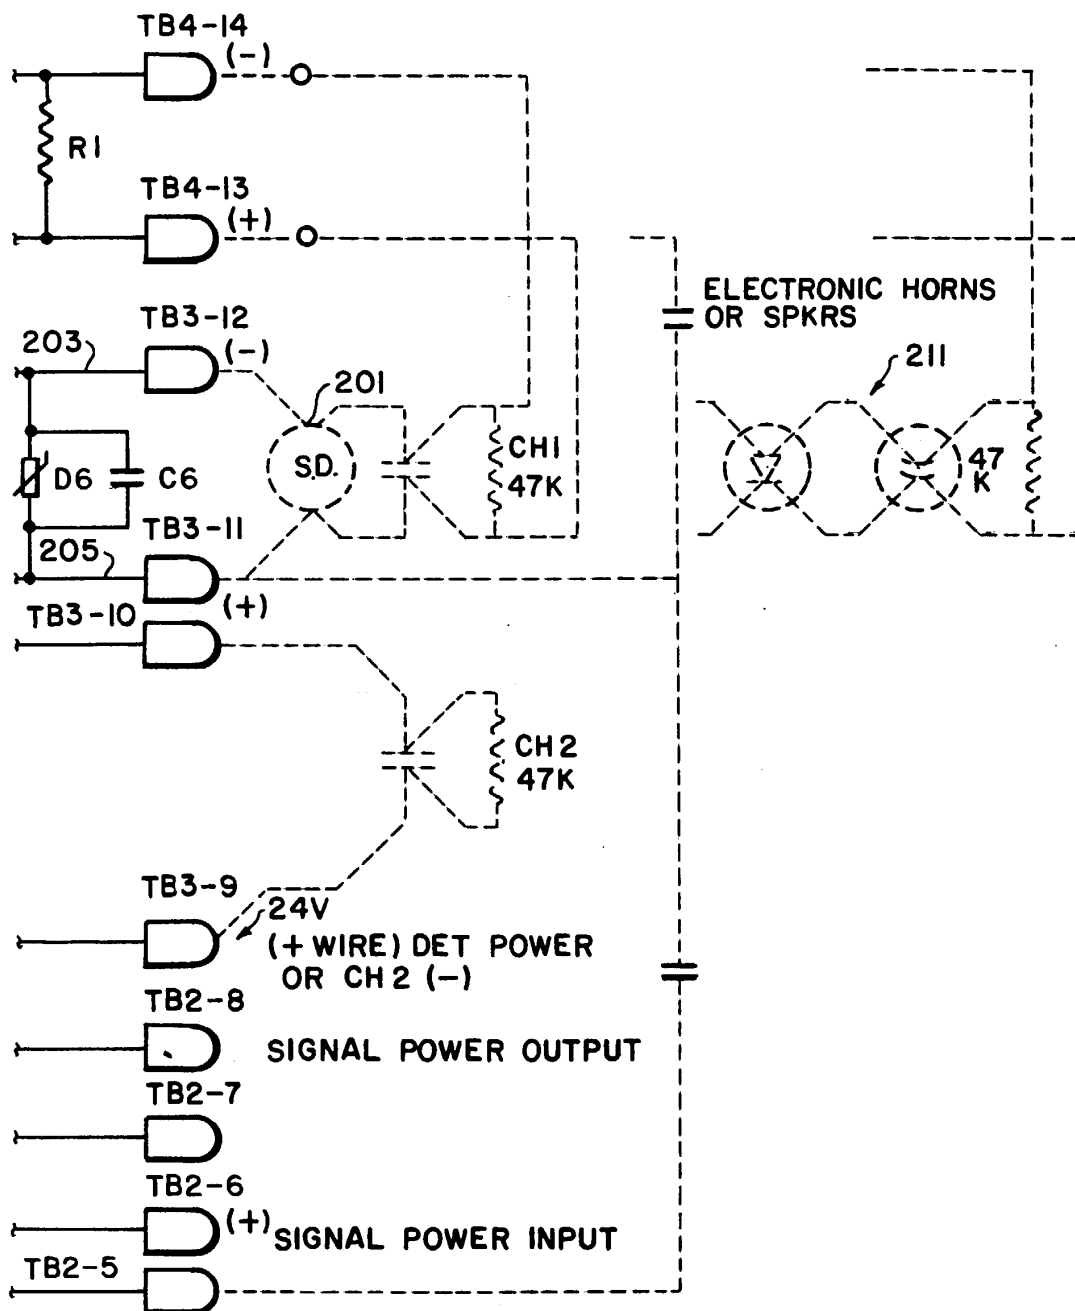 TB4-14
(-)
R1
TB4-13
(+)
ELECTRONIC HORNS
OR SPKRS
TB3-12
(-)
203
201
211
S.D.
CH1
47K
47
K
D6
C6
TB3-11
205
(+)
TB3-10
CH2
47K
TB3-9
24V
(+ WIRE) DET POWER
OR CH2 (-)
TB2-8
SIGNAL POWER OUTPUT
TB2-7
TB2-6
(+) SIGNAL POWER INPUT
TB2-5